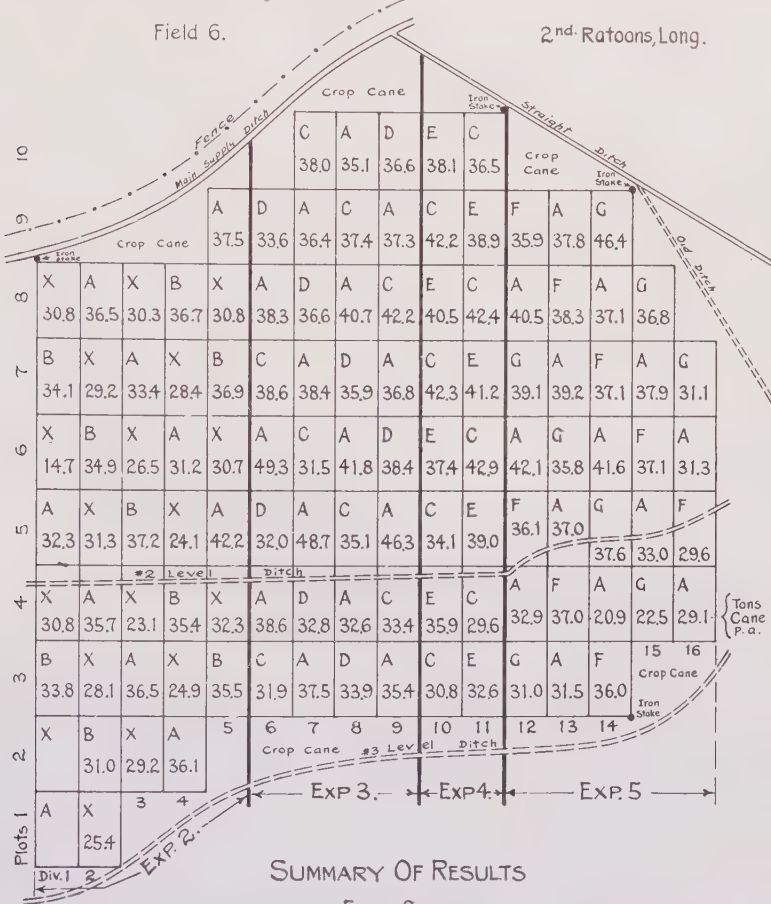 Field 6.
2nd. Ratoons, Long.
Crop Cane
Fence
Main Supply Ditch
Iron Stake
Straight Ditch
10
C A D E C
38.0 35.1 36.6 38.1 36.5
Crop Cane
Iron Stake
9
Crop Cane
A D A C A C E F A G
37.5 33.6 36.4 37.4 37.3 42.2 38.9 35.9 37.8 46.4
Old Ditch
Iron Stake
8
X A X B X A D A C E C A F A G
30.8 36.5 30.3 36.7 30.8 38.3 36.6 40.7 42.2 40.5 42.4 40.5 38.3 37.1 36.8
7
B X A X B C A D A C E G A F A G
34.1 29.2 33.4 28.4 36.9 38.6 38.4 35.9 36.8 42.3 41.2 39.1 39.2 37.1 37.9 31.1
6
X B X A X A C A D E C A G A F A
14.7 34.9 26.5 31.2 30.7 49.3 31.5 41.8 38.4 37.4 42.9 42.1 35.8 41.6 37.1 31.3
5
A X B X A D A C A C E F A G A F
32.3 31.3 37.2 24.1 42.2 32.0 48.7 35.1 46.3 34.1 39.0 36.1 37.0 37.6 33.0 29.6
#2 Level Ditch
4
X A X B X A D A C E C A F A G A
30.8 35.7 23.1 35.4 32.3 38.6 32.8 32.6 33.4 35.9 29.6 32.9 37.0 20.9 22.5 29.1
Tons Cane p.a.
3
B X A X B C A D A C E G A F
33.8 28.1 36.5 24.9 35.5 31.9 37.5 33.9 35.4 30.8 32.6 31.0 31.5 36.0
15 16
Crop Cane
Iron Stake
2
X B X A
31.0 29.2 36.1
5 6 7 8 9 10 11 12 13 14
Crop Cane #3 Level Ditch
Plots 1
A X
25.4
3 4
Exp. 2.
Exp 3.
Exp 4.
Exp. 5
Div. 1 2
SUMMARY OF RESULTS